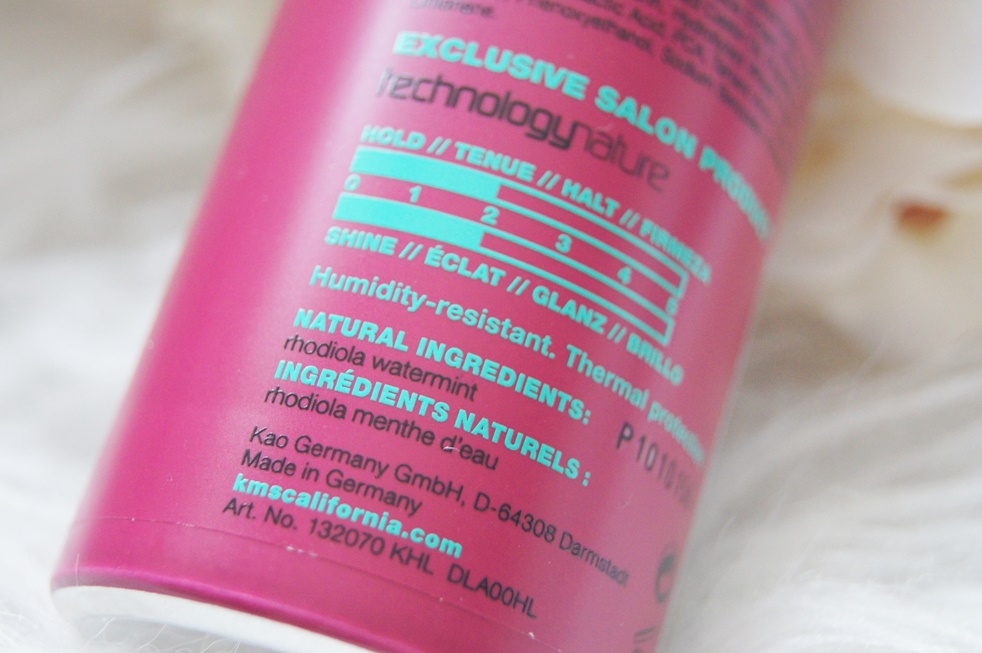 Phenoxyethanol,
EXCLUSIVE SALON
technologynature
HOLD // TENUE // HALT // FIRMEZA
0 1 2 3 4 5
SHINE // ÉCLAT // GLANZ // BRILLO
Humidity-resistant. Thermal
NATURAL INGREDIENTS:
rhodiola watermint
INGRÉDIENTS NATURELS :
rhodiola menthe d'eau
Kao Germany GmbH, D-64308 Darmstadt
Made in Germany
kmscalifornia.com
Art. No. 132070 KHL DLA00HL